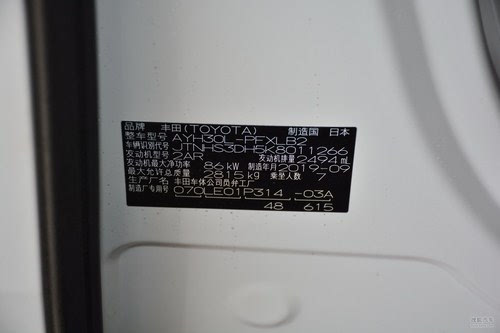 品牌 丰田(TOYOTA) 制造国 日本
整车型号 AYH30L-PFXLB2
车辆识别代号 JTNHS3DH5K8011266
发动机型号 2AR 发动机排量 2494 mL
发动机最大净功率 86 kW 制造年月 2019-09
最大允许总质量 2815 kg 乘坐人数 7
生产厂名 丰田车体公司员弁工厂
制造厂专用号 070LE01P314 -03A
48 615